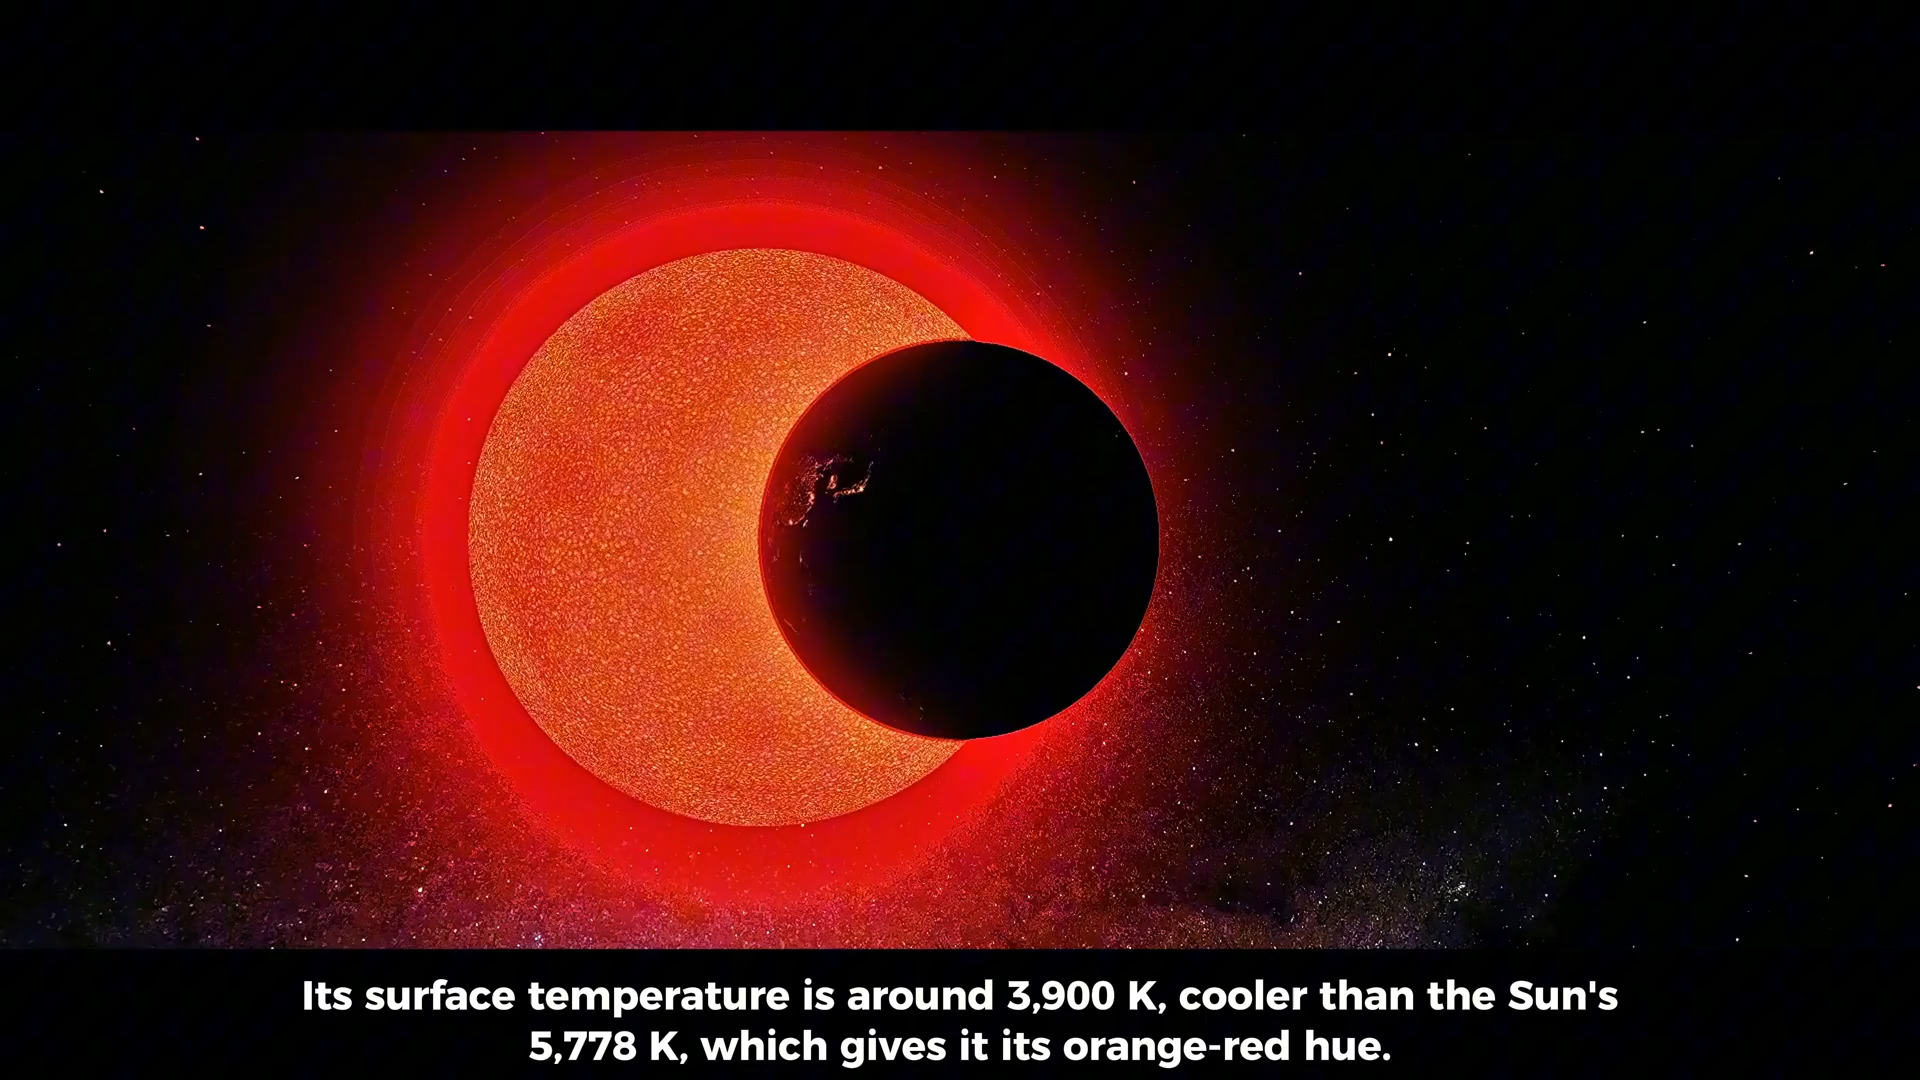 Its surface temperature is around 3,900 K, cooler than the Sun's
5,778 K, which gives it its orange-red hue.